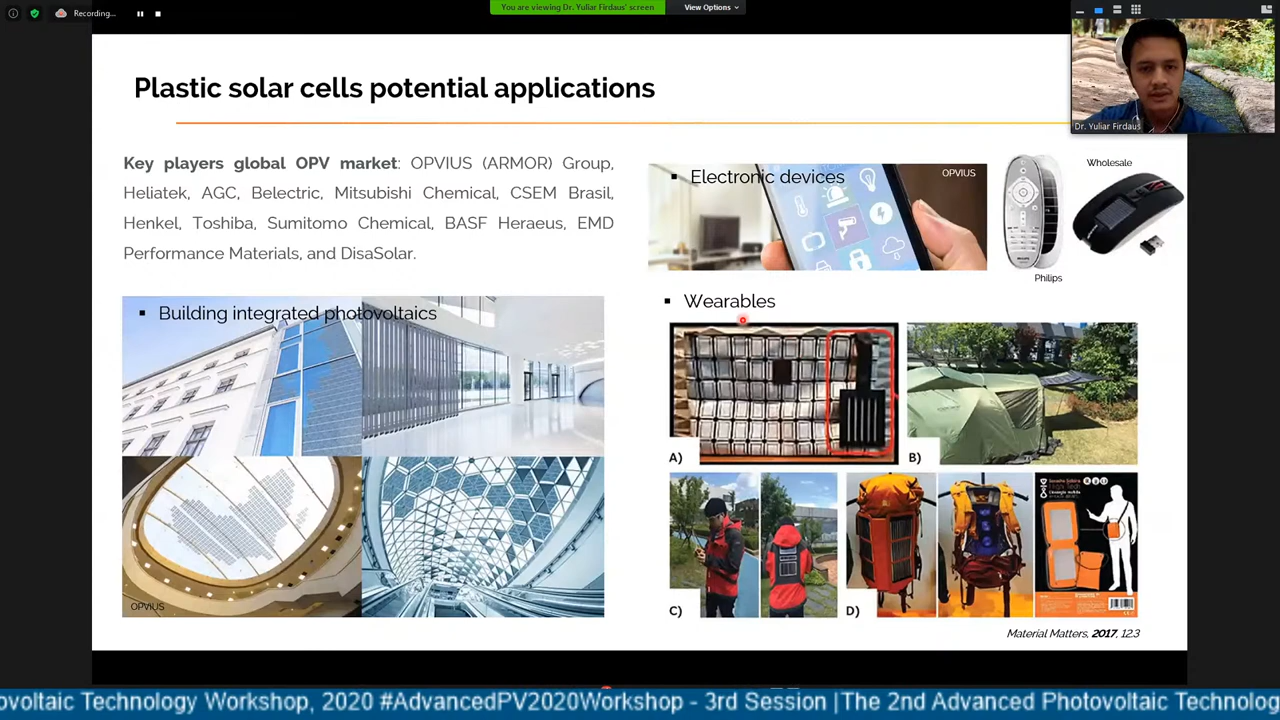 Recording...
You are viewing Dr. Yuliar Firdaus' screen
View Options
Dr. Yuliar Firdaus
Plastic solar cells potential applications
Key players global OPV market: OPVIUS (ARMOR) Group,
Heliatek, AGC, Belectric, Mitsubishi Chemical, CSEM Brasil,
Henkel, Toshiba, Sumitomo Chemical, BASF Heraeus, EMD
Performance Materials, and DisaSolar.
▪ Building integrated photovoltaics
OPVIUS
▪ Electronic devices
OPVIUS
Wholesale
Philips
▪ Wearables
A)
B)
C)
D)
Material Matters, 2017, 12.3
ovoltaic Technology Workshop, 2020 #AdvancedPV2020Workshop - 3rd Session |The 2nd Advanced Photovoltaic Technolog